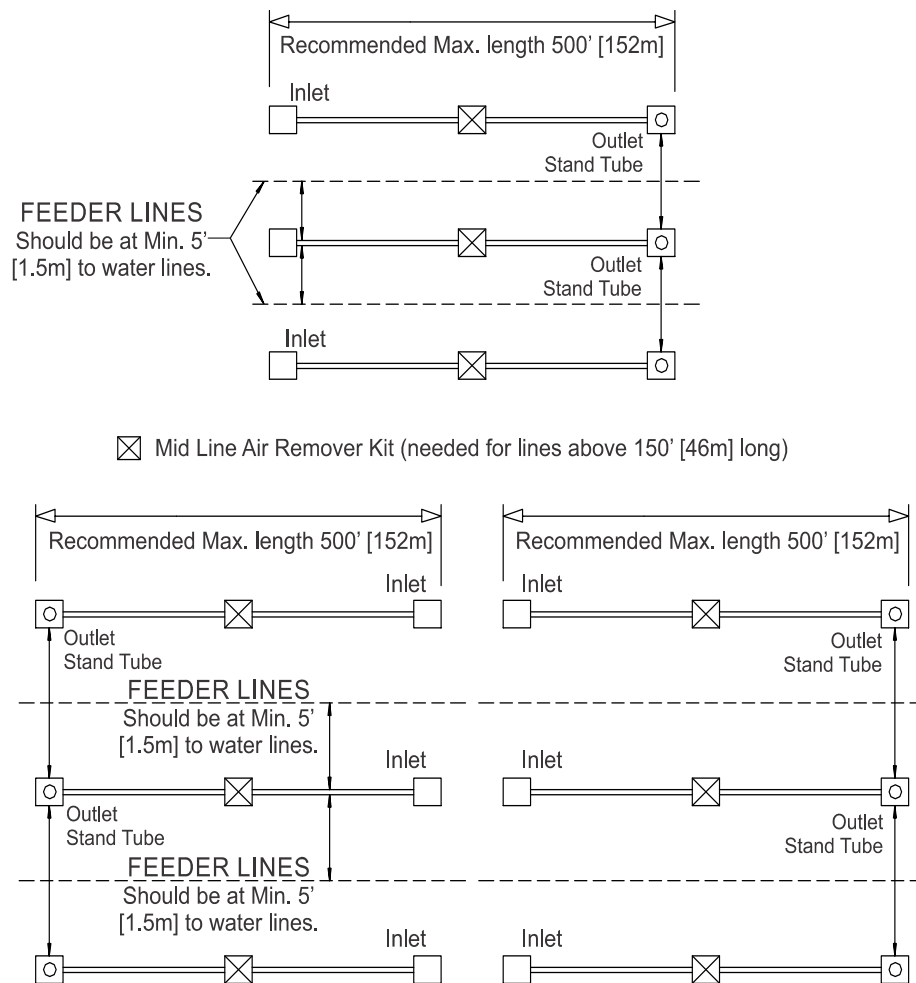 Recommended Max. length 500' [152m]
Inlet
Outlet
Stand Tube
FEEDER LINES
Should be at Min. 5'
[1.5m] to water lines.
Outlet
Stand Tube
Inlet
Mid Line Air Remover Kit (needed for lines above 150' [46m] long)
Recommended Max. length 500' [152m]
Recommended Max. length 500' [152m]
Inlet
Inlet
Outlet
Stand Tube
Outlet
Stand Tube
FEEDER LINES
Should be at Min. 5'
[1.5m] to water lines.
Inlet
Inlet
Outlet
Stand Tube
Outlet
Stand Tube
FEEDER LINES
Should be at Min. 5'
[1.5m] to water lines.
Inlet
Inlet